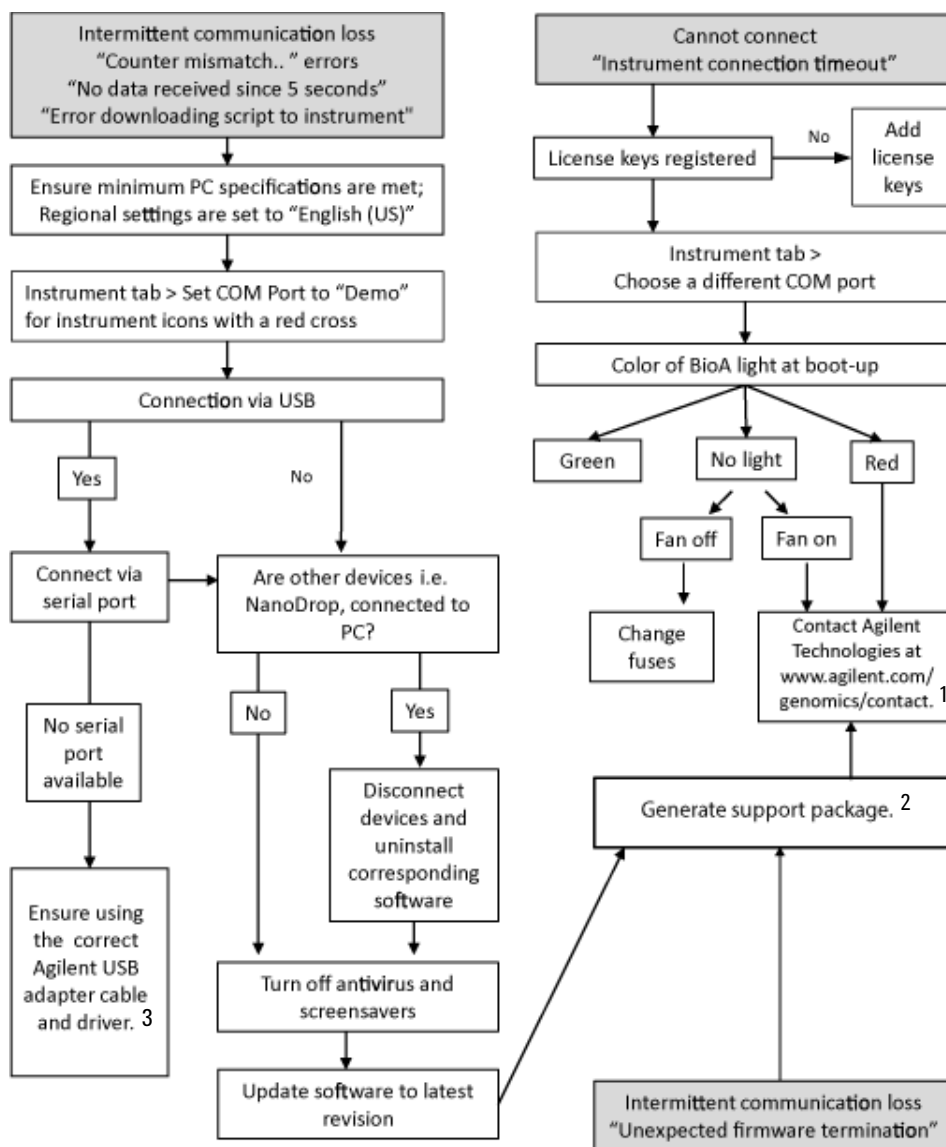 Intermittent communication loss
“Counter mismatch.. ” errors
“No data received since 5 seconds”
“Error downloading script to instrument”
Ensure minimum PC specifications are met;
Regional settings are set to “English (US)”
Instrument tab > Set COM Port to “Demo”
for instrument icons with a red cross
Connection via USB
Yes
No
Connect via
serial port
Are other devices i.e.
NanoDrop, connected to
PC?
No serial
port
available
No
Yes
Disconnect
devices and
uninstall
corresponding
software
Ensure using
the correct
Agilent USB
adapter cable
and driver. 3
Turn off antivirus and
screensavers
Update software to latest
revision
Cannot connect
“Instrument connection timeout”
License keys registered
No
Add
license
keys
Instrument tab >
Choose a different COM port
Color of BioA light at boot-up
Green
No light
Red
Fan off
Fan on
Change
fuses
Contact Agilent
Technologies at
www.agilent.com/
genomics/contact. 1
Generate support package. 2
Intermittent communication loss
“Unexpected firmware termination”